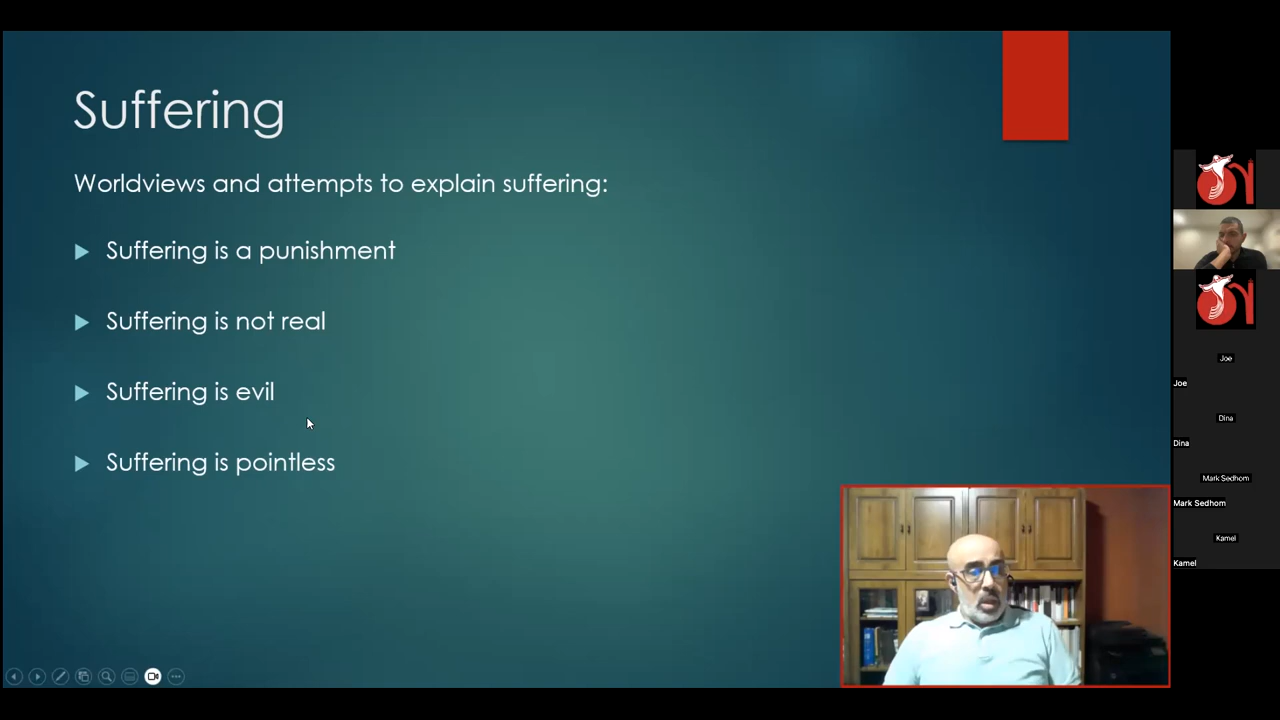 Suffering
Worldviews and attempts to explain suffering:
Suffering is a punishment
Suffering is not real
Suffering is evil
Suffering is pointless
Joe
Joe
Dina
Dina
Mark Sedhom
Mark Sedhom
Kamel
Kamel